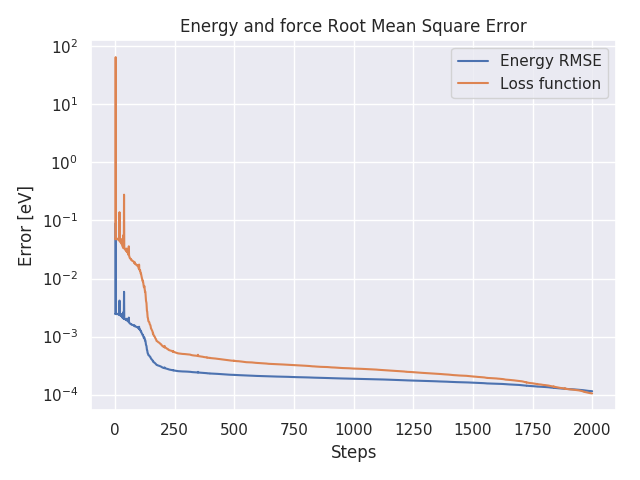 Energy and force Root Mean Square Error
Energy RMSE
Loss function
10²
10¹
10⁰
10⁻¹
10⁻²
10⁻³
10⁻⁴
Error [eV]
0 250 500 750 1000 1250 1500 1750 2000
Steps